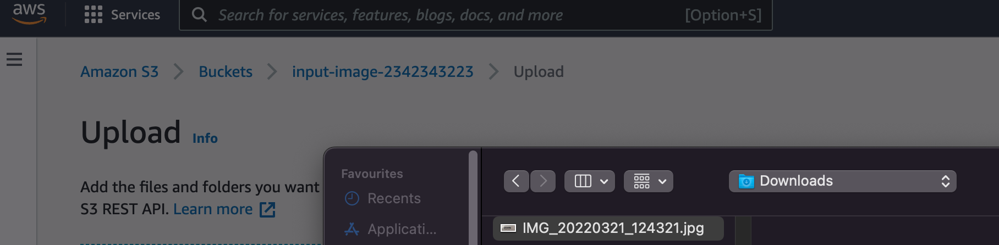 aws
Services
Search for services, features, blogs, docs, and more
[Option+S]
Amazon S3
Buckets
input-image-2342343223
Upload
Upload
Info
Add the files and folders you want
S3 REST API. Learn more
Favourites
Recents
Applicati...
Downloads
IMG_20220321_124321.jpg